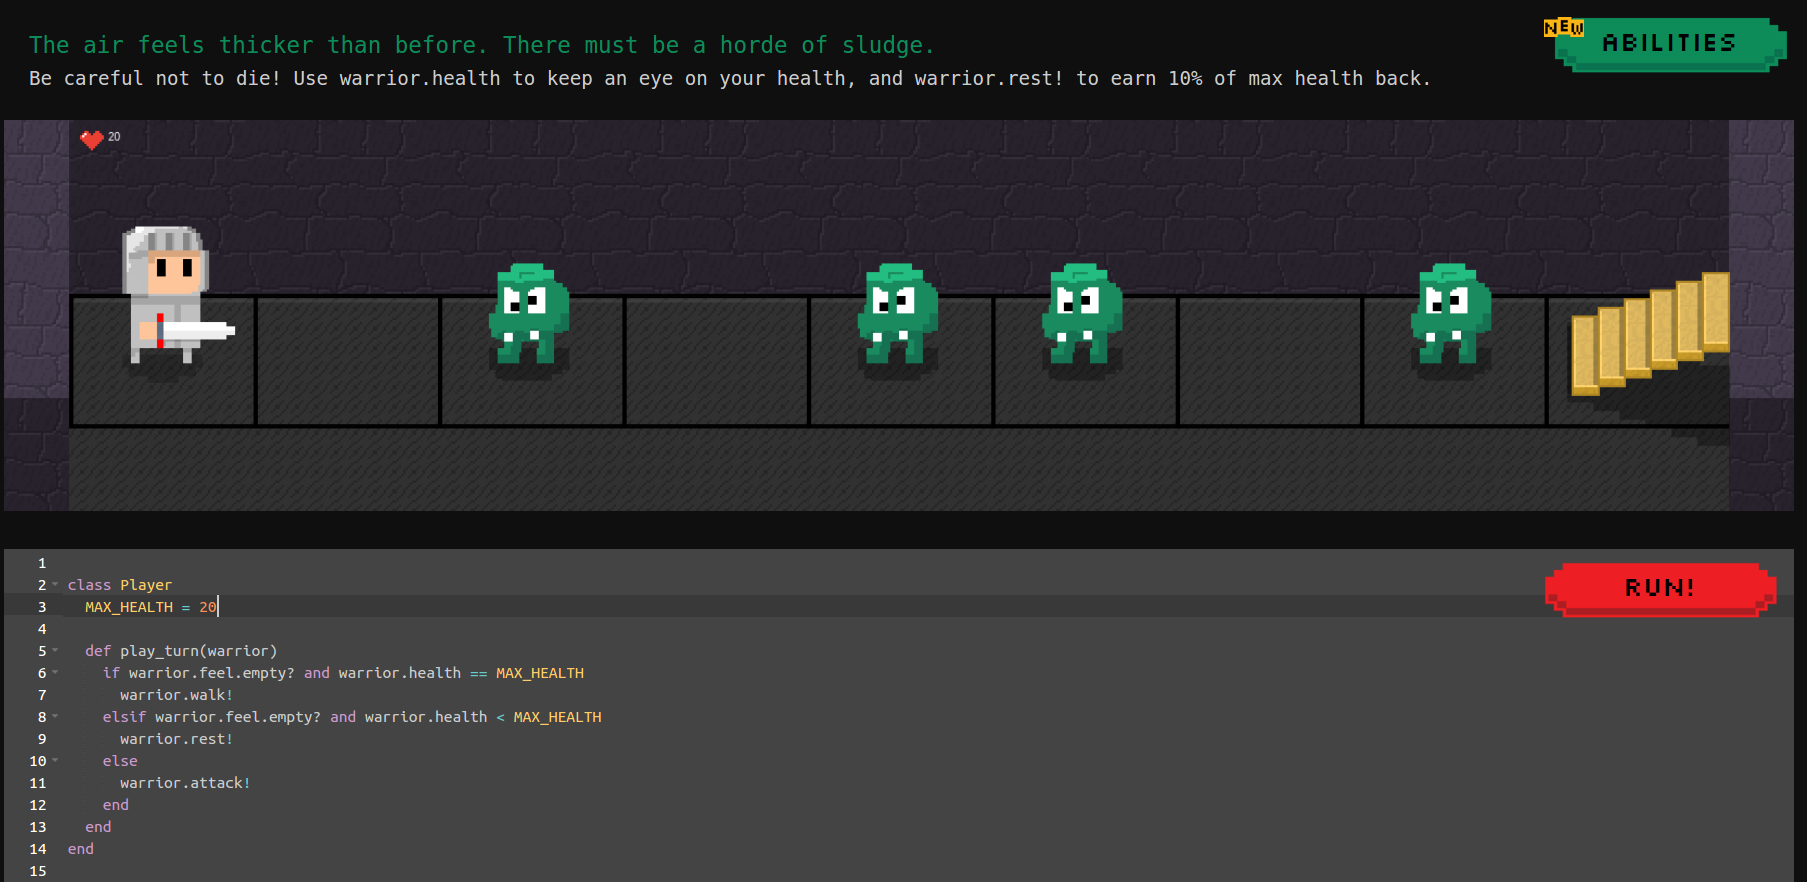 The air feels thicker than before. There must be a horde of sludge.
Be careful not to die! Use warrior.health to keep an eye on your health, and warrior.rest! to earn 10% of max health back.
NEW
ABILITIES
20
RUN!
1
2 class Player
3   MAX_HEALTH = 20
4
5   def play_turn(warrior)
6     if warrior.feel.empty? and warrior.health == MAX_HEALTH
7       warrior.walk!
8     elsif warrior.feel.empty? and warrior.health < MAX_HEALTH
9       warrior.rest!
10     else
11       warrior.attack!
12     end
13   end
14 end
15